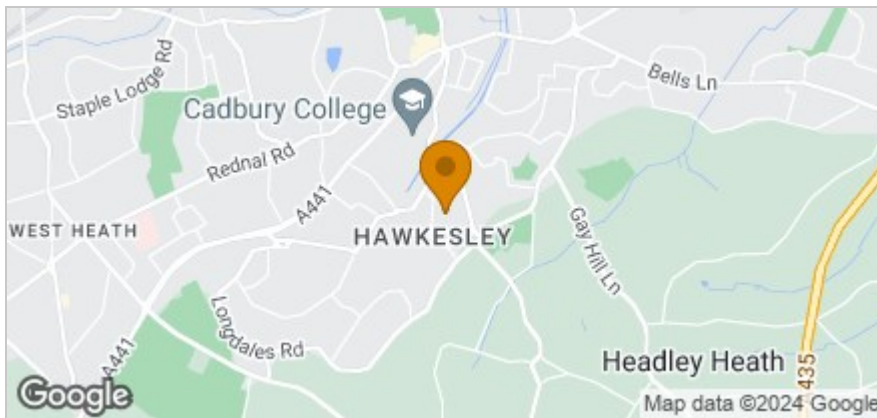 Staple Lodge Rd
Bells Ln
Cadbury College
Rednal Rd
A441
WEST HEATH
HAWKESLEY
Gay Hill Ln
Longdales Rd
A441
Headley Heath
435
Google
Map data ©2024 Google